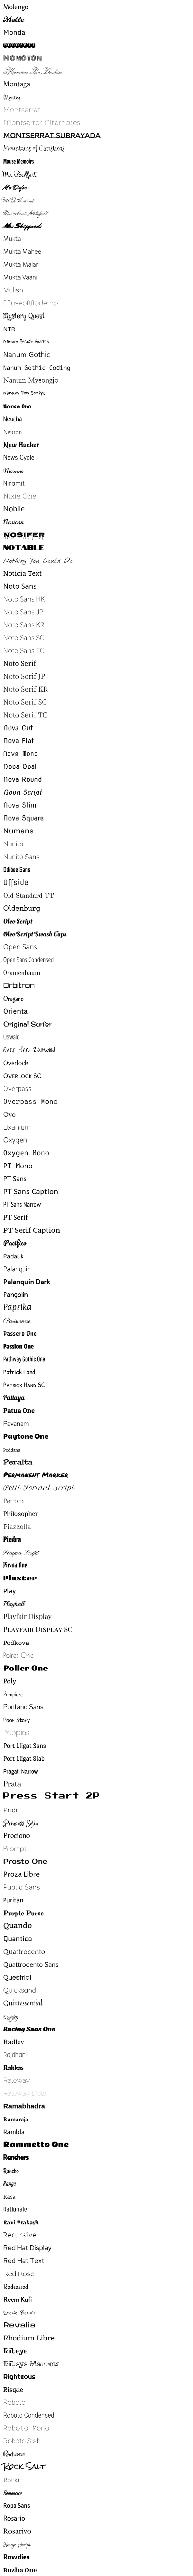 Molengo
Molle
Monda
Monofett
Monoton
Monsieur La Doulaise
Montaga
Montez
Montserrat
Montserrat Alternates
MONTSERRAT SUBRAYADA
Mountains of Christmas
Mouse Memoirs
Mr Bedfort
Mr Dafoe
Mr De Haviland
Mrs Saint Delafield
Mrs Sheppards
Mukta
Mukta Mahee
Mukta Malar
Mukta Vaani
Mulish
MuseoModerno
Mystery Quest
NTR
Nanum Brush Script
Nanum Gothic
Nanum Gothic Coding
Nanum Myeongjo
Nanum Pen Script
Nerko One
Neucha
Neuton
New Rocker
News Cycle
Niconne
Niramit
Nixie One
Nobile
Norican
NOSIFER
NOTABLE
Nothing You Could Do
Noticia Text
Noto Sans
Noto Sans HK
Noto Sans JP
Noto Sans KR
Noto Sans SC
Noto Sans TC
Noto Serif
Noto Serif JP
Noto Serif KR
Noto Serif SC
Noto Serif TC
Nova Cut
Nova Flat
Nova Mono
Nova Oval
Nova Round
Nova Script
Nova Slim
Nova Square
Numans
Nunito
Nunito Sans
Odibee Sans
Offside
Old Standard TT
Oldenburg
Oleo Script
Oleo Script Swash Caps
Open Sans
Open Sans Condensed
Oranienbaum
Orbitron
Oregano
Orienta
Original Surfer
Oswald
Over the Rainbow
Overlock
OVERLOCK SC
Overpass
Overpass Mono
Ovo
Oxanium
Oxygen
Oxygen Mono
PT Mono
PT Sans
PT Sans Caption
PT Sans Narrow
PT Serif
PT Serif Caption
Pacifico
Padauk
Palanquin
Palanquin Dark
Pangolin
Paprika
Parisienne
Passero One
Passion One
Pathway Gothic One
Patrick Hand
PATRICK HAND SC
Pattaya
Patua One
Pavanam
Paytone One
Peddana
Peralta
PERMANENT MARKER
Petit Formal Script
Petrona
Philosopher
Piazzolla
Piedra
Pinyon Script
Pirata One
Plaster
Play
Playball
Playfair Display
PLAYFAIR DISPLAY SC
Podkova
Poiret One
Poller One
Poly
Pompiere
Pontano Sans
Poor Story
Poppins
Port Lligat Sans
Port Lligat Slab
Pragati Narrow
Prata
Press Start 2P
Pridi
Princess Sofia
Prociono
Prompt
Prosto One
Proza Libre
Public Sans
Puritan
Purple Purse
Quando
Quantico
Quattrocento
Quattrocento Sans
Questrial
Quicksand
Quintessential
Qwigley
Racing Sans One
Radley
Rajdhani
Rakkas
Raleway
Raleway Dots
Ramabhadra
Ramaraja
Rambla
Rammetto One
Ranchers
Rancho
Ranga
Rasa
Rationale
Ravi Prakash
Recursive
Red Hat Display
Red Hat Text
Red Rose
Redressed
Reem Kufi
Reenie Beanie
Revalia
Rhodium Libre
Ribeye
Ribeye Marrow
Righteous
Risque
Roboto
Roboto Condensed
Roboto Mono
Roboto Slab
Rochester
ROCK SALT
Rokkitt
Romanesco
Ropa Sans
Rosario
Rosarivo
Rouge Script
Rowdies
Rozha One